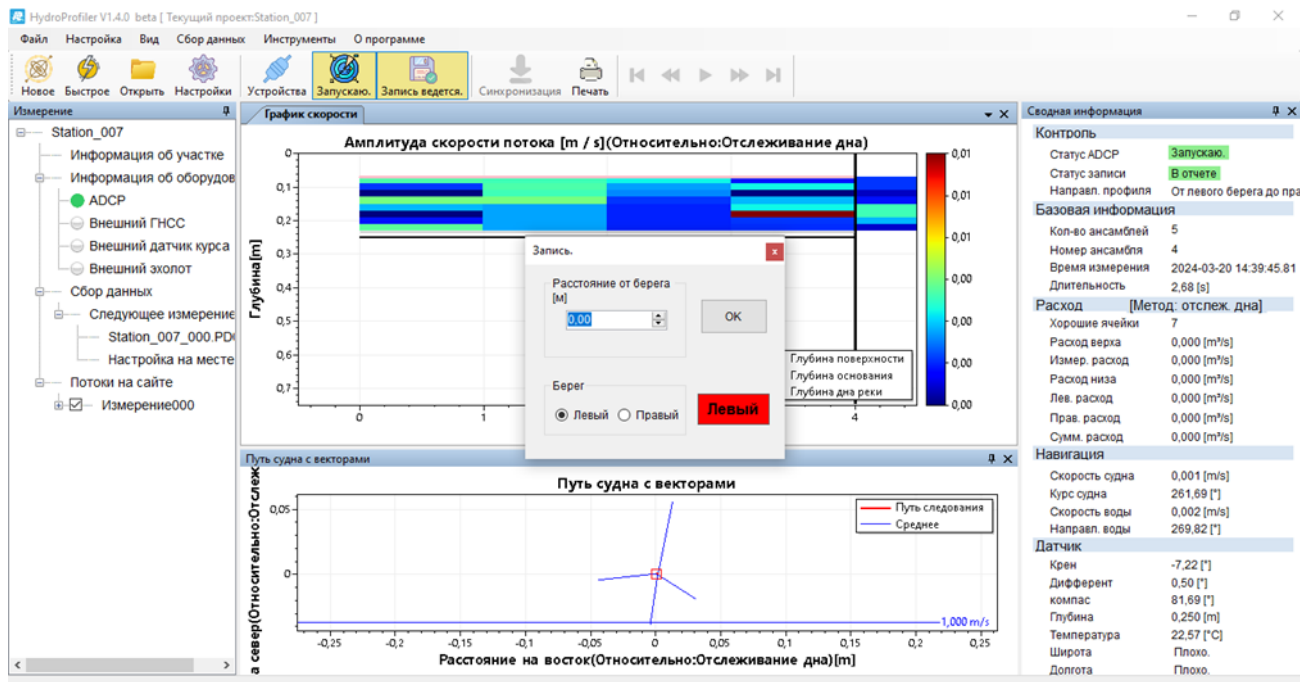 HydroProfiler V1.4.0 beta [ Текущий проект:Station_007 ]
Файл Настройка Вид Сбор данных Инструменты О программе
Новое Быстрое Открыть Настройки Устройства Запускаю. Запись ведется. Синхронизация Печать
Измерение
Station_007
Информация об участке
Информация об оборудов
ADCP
Внешний ГНСС
Внешний датчик курса
Внешний эхолот
Сбор данных
Следующее измерение
Station_007_000.PD
Настройка на месте
Потоки на сайте
Измерение000
График скорости
Амплитуда скорости потока [m / s](Относительно:Отслеживание дна)
Глубина[m]
0
0,1
0,2
0,3
0,4
0,5
0,6
0,7
0 1 4
0,01
0,01
0,01
0,00
0,00
0,00
0,00
Глубина поверхности
Глубина основания
Глубина дна реки
Запись.
x
Расстояние от берега
[м]
0,00
OK
Берег
Левый Правый
Левый
Путь судна с векторами
Путь судна с векторами
а север(Относительно:Отслеж
0,05
0
Путь следования
Среднее
1,000 m/s
-0,25 -0,2 -0,15 -0,1 -0,05 0 0,05 0,1 0,15 0,2 0,25
Расстояние на восток(Относительно:Отслеживание дна)[m]
Сводная информация
Контроль
Статус ADCP Запускаю.
Статус записи В отчете
Направл. профиля От левого берега до пра
Базовая информация
Кол-во ансамблей 5
Номер ансамбля 4
Время измерения 2024-03-20 14:39:45.81
Длительность 2,68 [s]
Расход [Метод: отслеж. дна]
Хорошие ячейки 7
Расход верха 0,000 [m³/s]
Измер. расход 0,000 [m³/s]
Расход низа 0,000 [m³/s]
Лев. расход 0,000 [m³/s]
Прав. расход 0,000 [m³/s]
Сумм. расход 0,000 [m³/s]
Навигация
Скорость судна 0,001 [m/s]
Курс судна 261,69 [°]
Скорость воды 0,002 [m/s]
Направл. воды 269,82 [°]
Датчик
Крен -7,22 [°]
Дифферент 0,50 [°]
компас 81,69 [°]
Глубина 0,250 [m]
Температура 22,57 [°C]
Широта Плохо.
Долгота Плохо.